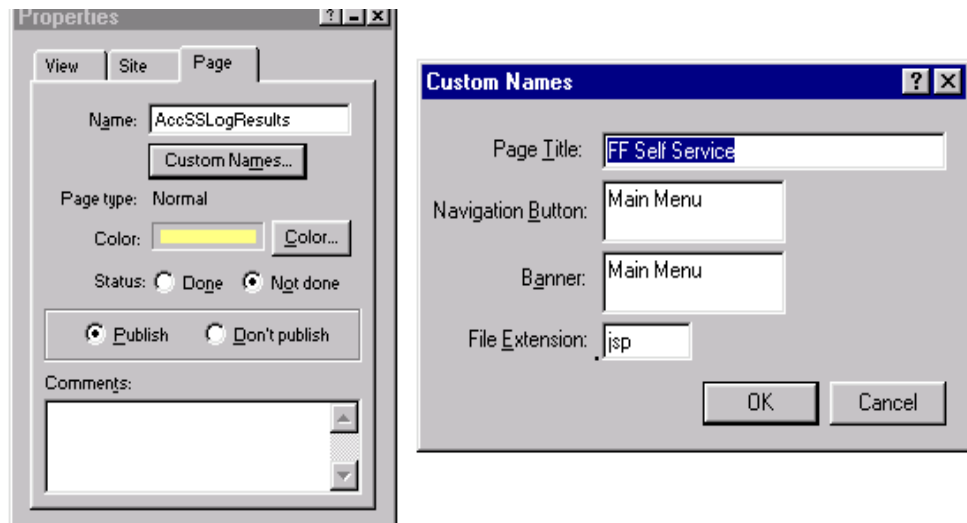 Properties
View Site Page
Name: AccSSLogResults
Custom Names...
Page type: Normal
Color: Color...
Status: Done Not done
Publish Don't publish
Comments:
Custom Names
Page Title: FF Self Service
Navigation Button: Main Menu
Banner: Main Menu
File Extension: .jsp
OK Cancel